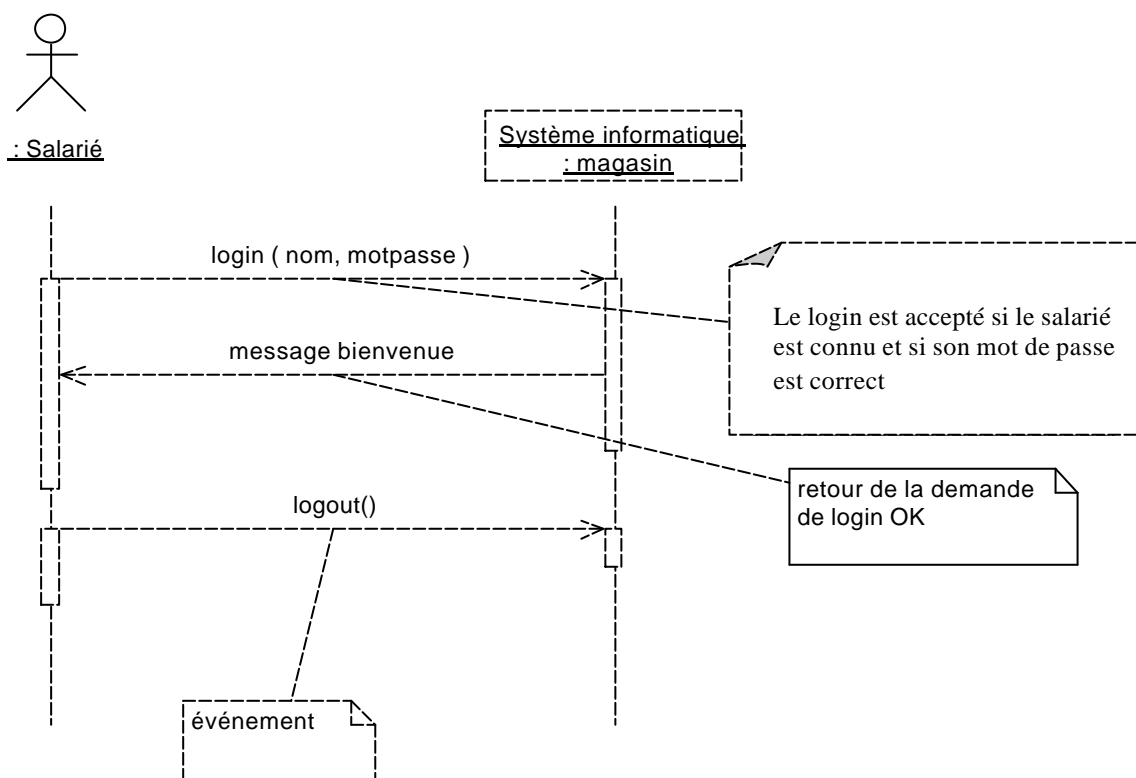 : Salarié
Système informatique
: magasin
login ( nom, motpasse )
Le login est accepté si le salarié
est connu et si son mot de passe
est correct
message bienvenue
retour de la demande
de login OK
logout()
événement